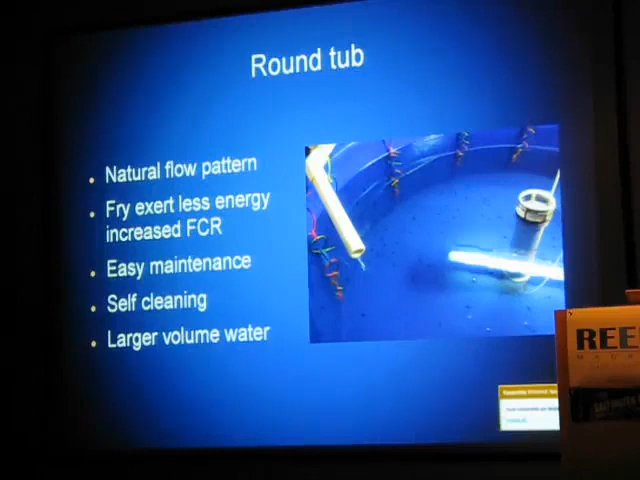 Round tub
Natural flow pattern
Fry exert less energy
increased FCR
Easy maintenance
Self cleaning
Larger volume water
REE